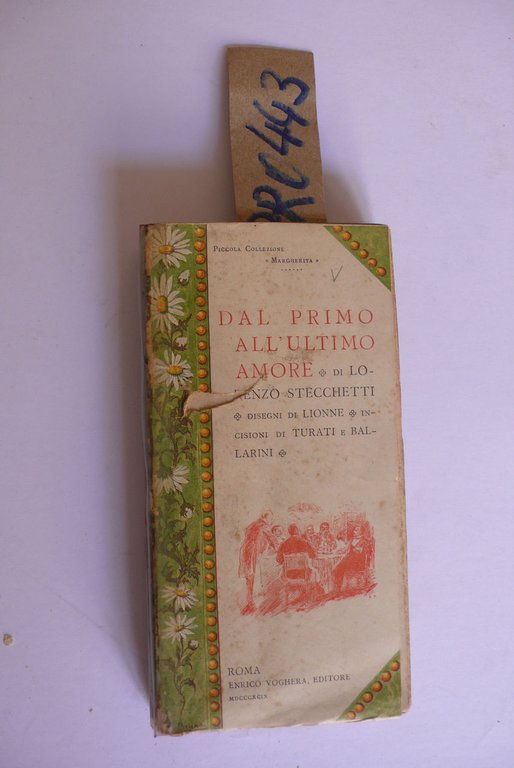 RC443
PICCOLA COLLEZIONE
« MARGHERITA »
DAL PRIMO
ALL'ULTIMO
AMORE ✥ DI LO-
RENZO STECCHETTI
✥ DISEGNI DI LIONNE ✥ IN-
CISIONI DI TURATI E BAL-
LARINI ✥
ROMA
ENRICO VOGHERA, EDITORE
MDCCCXCIX